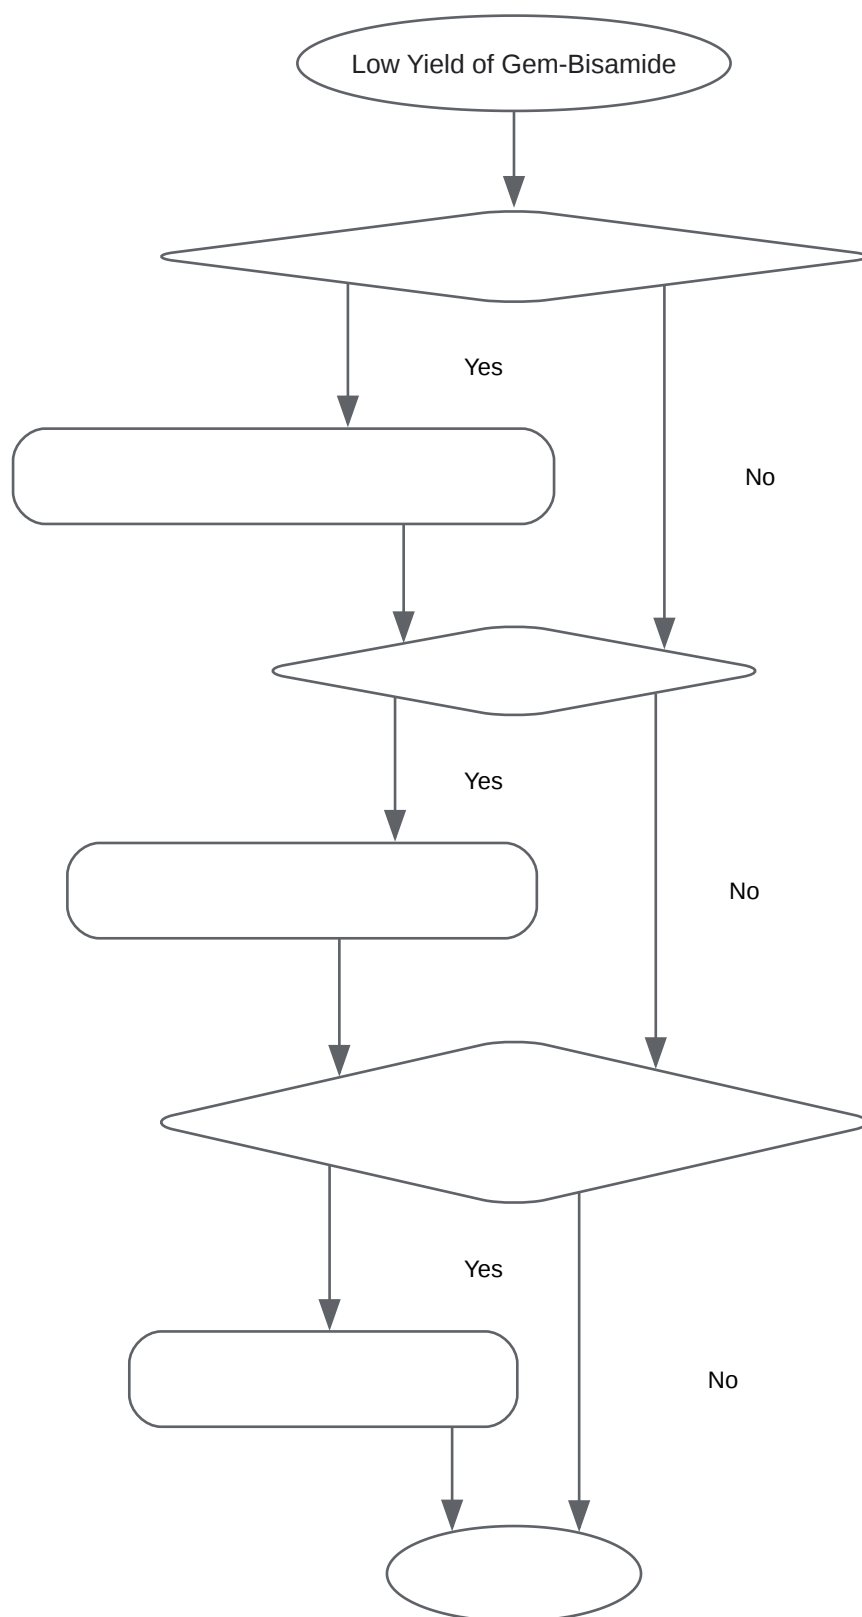 Low Yield of Gem-Bisamide
Yes
No
Yes
No
Yes
No